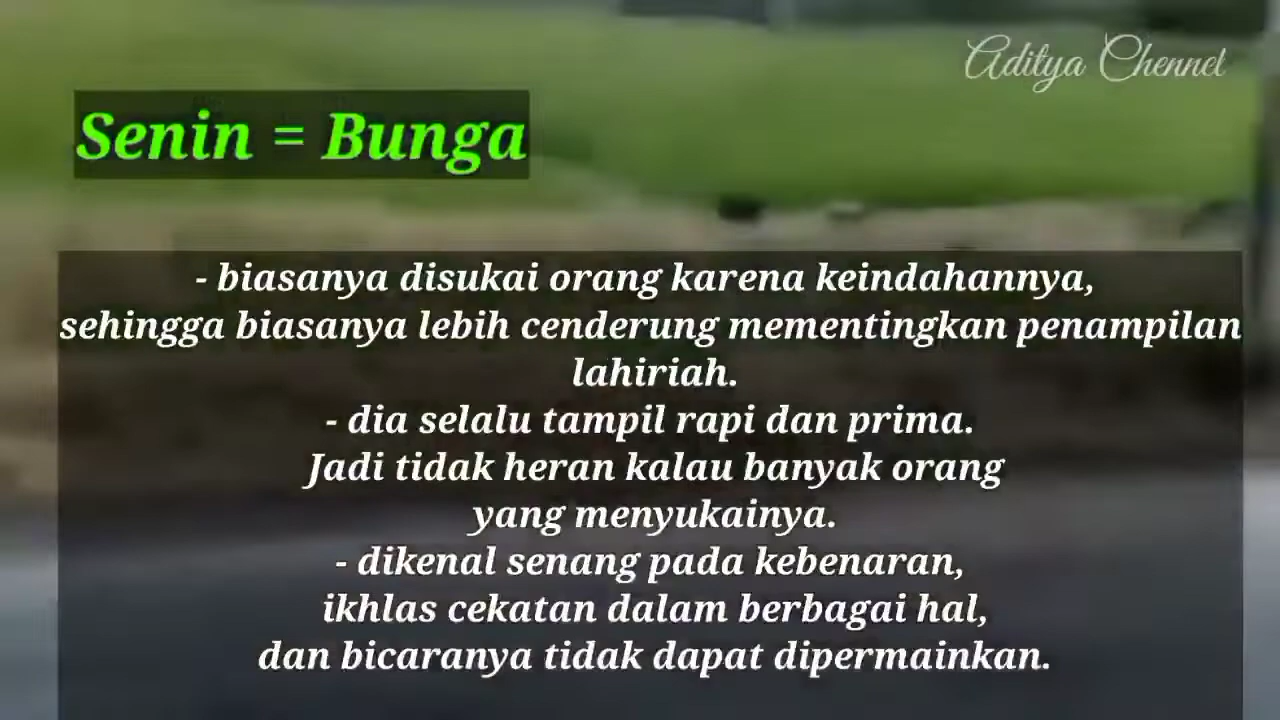 Aditya Chennel
Senin = Bunga
- biasanya disukai orang karena keindahannya,
sehingga biasanya lebih cenderung mementingkan penampilan
lahiriah.
- dia selalu tampil rapi dan prima.
Jadi tidak heran kalau banyak orang
yang menyukainya.
- dikenal senang pada kebenaran,
ikhlas cekatan dalam berbagai hal,
dan bicaranya tidak dapat dipermainkan.